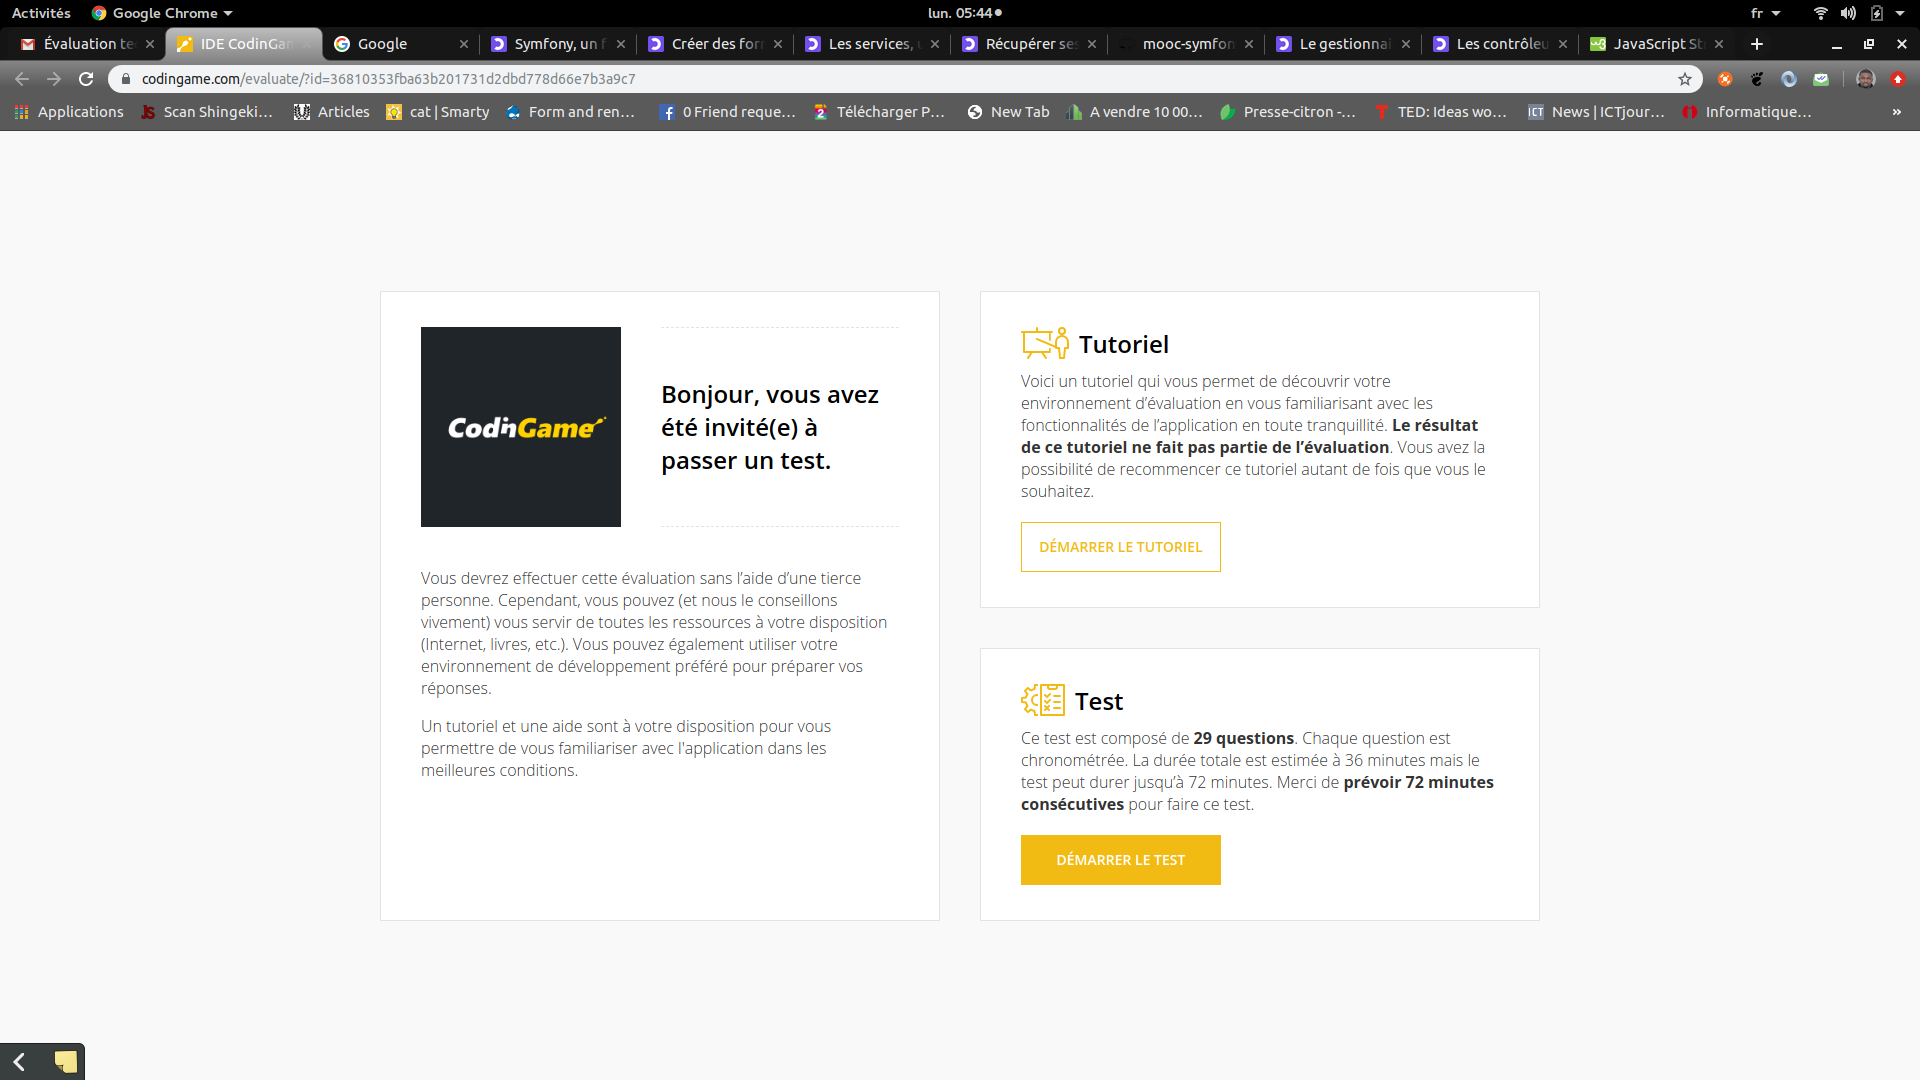 Activités
Google Chrome
lun. 05:44
fr
Évaluation te
IDE CodinGam
Google
Symfony, un f
Créer des for
Les services, u
Récupérer se
mooc-symfon
Le gestionnai
Les contrôleu
JavaScript St
codingame.com/evaluate/?id=36810353fba63b201731d2dbd778d66e7b3a9c7
Applications
Scan Shingeki...
Articles
cat | Smarty
Form and ren...
0 Friend reque...
Télécharger P...
New Tab
A vendre 10 00...
Presse-citron -...
TED: Ideas wo...
ICT
News | ICTjour...
Informatique...
»
CodinGame
Bonjour, vous avez
été invité(e) à
passer un test.
Vous devrez effectuer cette évaluation sans l’aide d’une tierce
personne. Cependant, vous pouvez (et nous le conseillons
vivement) vous servir de toutes les ressources à votre disposition
(Internet, livres, etc.). Vous pouvez également utiliser votre
environnement de développement préféré pour préparer vos
réponses.
Un tutoriel et une aide sont à votre disposition pour vous
permettre de vous familiariser avec l'application dans les
meilleures conditions.
Tutoriel
Voici un tutoriel qui vous permet de découvrir votre
environnement d’évaluation en vous familiarisant avec les
fonctionnalités de l’application en toute tranquillité. Le résultat
de ce tutoriel ne fait pas partie de l’évaluation. Vous avez la
possibilité de recommencer ce tutoriel autant de fois que vous le
souhaitez.
DÉMARRER LE TUTORIEL
Test
Ce test est composé de 29 questions. Chaque question est
chronométrée. La durée totale est estimée à 36 minutes mais le
test peut durer jusqu’à 72 minutes. Merci de prévoir 72 minutes
consécutives pour faire ce test.
DÉMARRER LE TEST